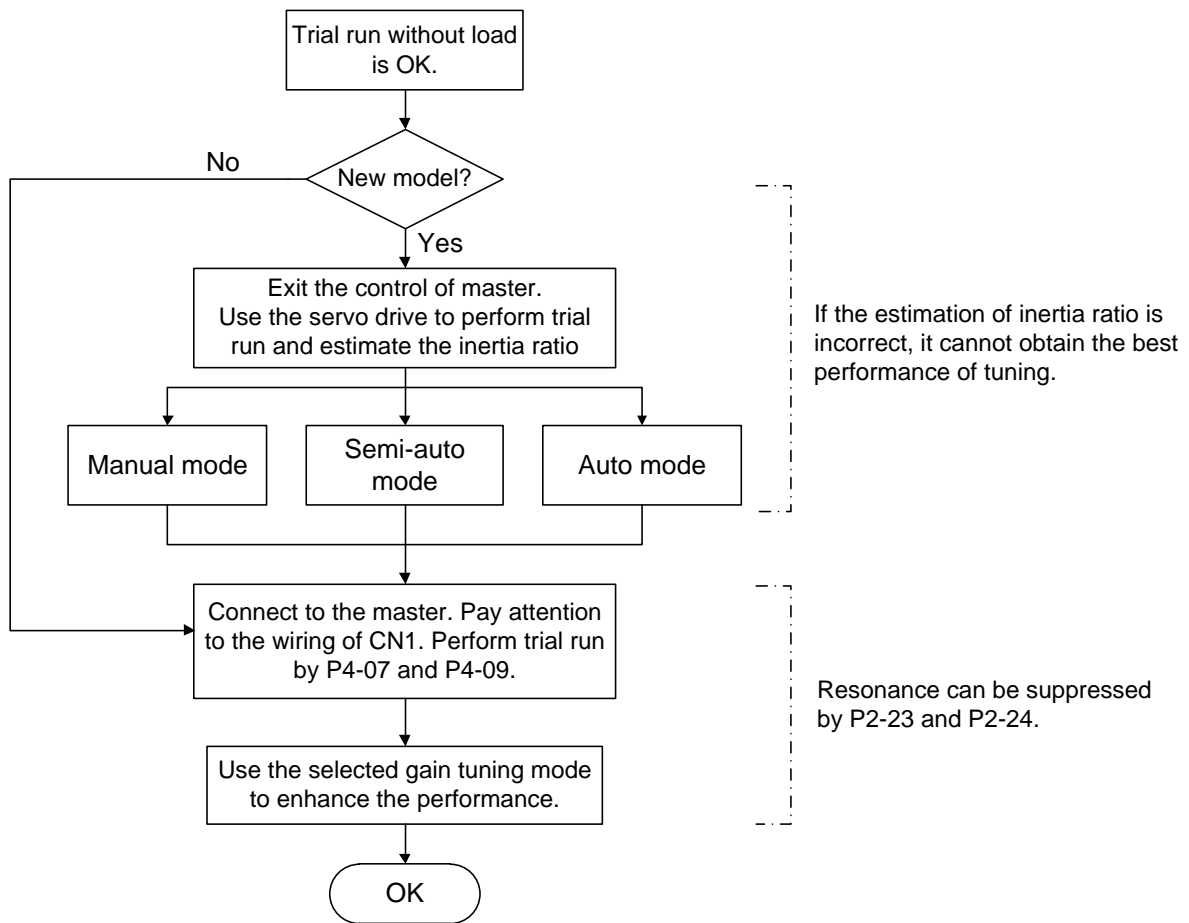 Trial run without load
is OK.
No
New model?
Yes
Exit the control of master.
Use the servo drive to perform trial
run and estimate the inertia ratio
If the estimation of inertia ratio is
incorrect, it cannot obtain the best
performance of tuning.
Manual mode
Semi-auto
mode
Auto mode
Connect to the master. Pay attention
to the wiring of CN1. Perform trial run
by P4-07 and P4-09.
Resonance can be suppressed
by P2-23 and P2-24.
Use the selected gain tuning mode
to enhance the performance.
OK